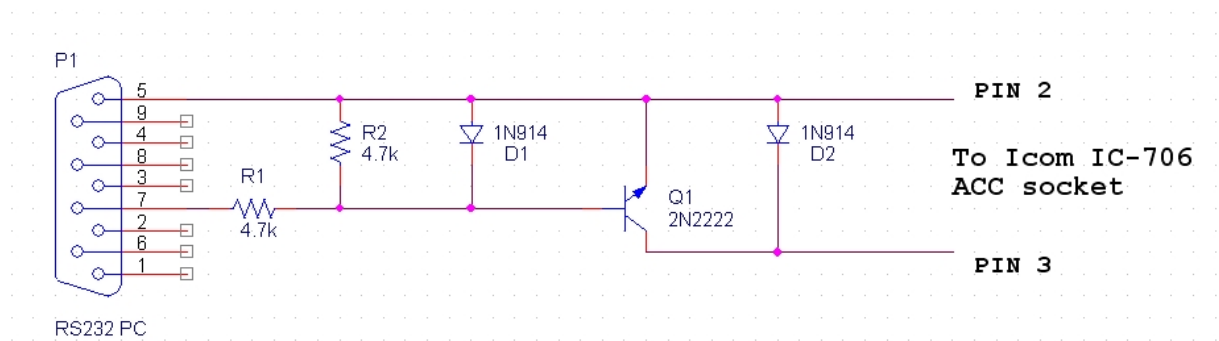 P1
5
9
4
8
3
7
2
6
1
RS232 PC
R1
4.7k
R2
4.7k
1N914
D1
Q1
2N2222
1N914
D2
PIN 2
To Icom IC-706
ACC socket
PIN 3